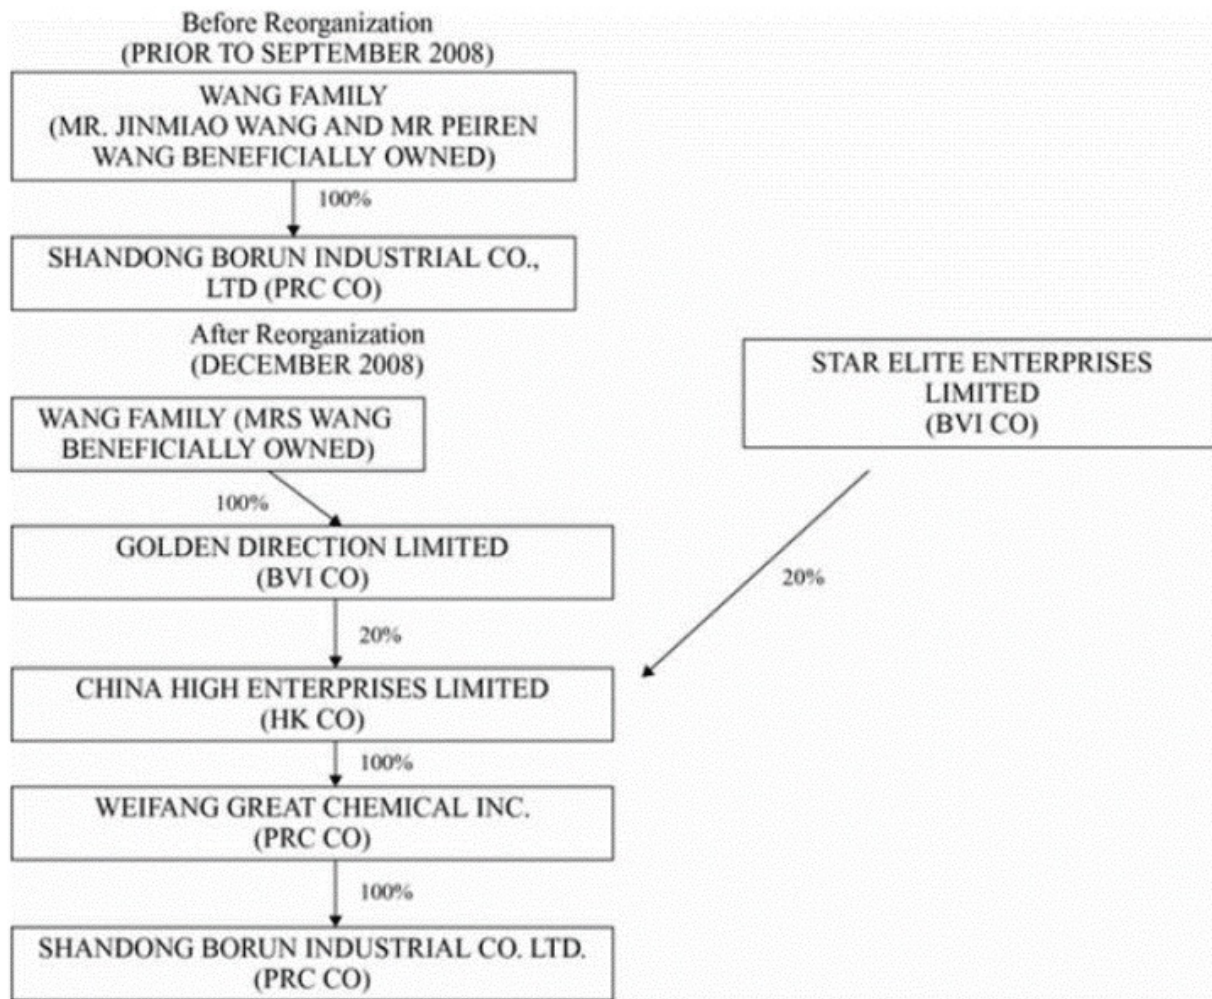 Before Reorganization
(PRIOR TO SEPTEMBER 2008)
WANG FAMILY
(MR. JINMIAO WANG AND MR PEIREN
WANG BENEFICIALLY OWNED)
100%
SHANDONG BORUN INDUSTRIAL CO.,
LTD (PRC CO)
After Reorganization
(DECEMBER 2008)
STAR ELITE ENTERPRISES
LIMITED
(BVI CO)
WANG FAMILY (MRS WANG
BENEFICIALLY OWNED)
100%
GOLDEN DIRECTION LIMITED
(BVI CO)
20%
20%
CHINA HIGH ENTERPRISES LIMITED
(HK CO)
100%
WEIFANG GREAT CHEMICAL INC.
(PRC CO)
100%
SHANDONG BORUN INDUSTRIAL CO. LTD.
(PRC CO)